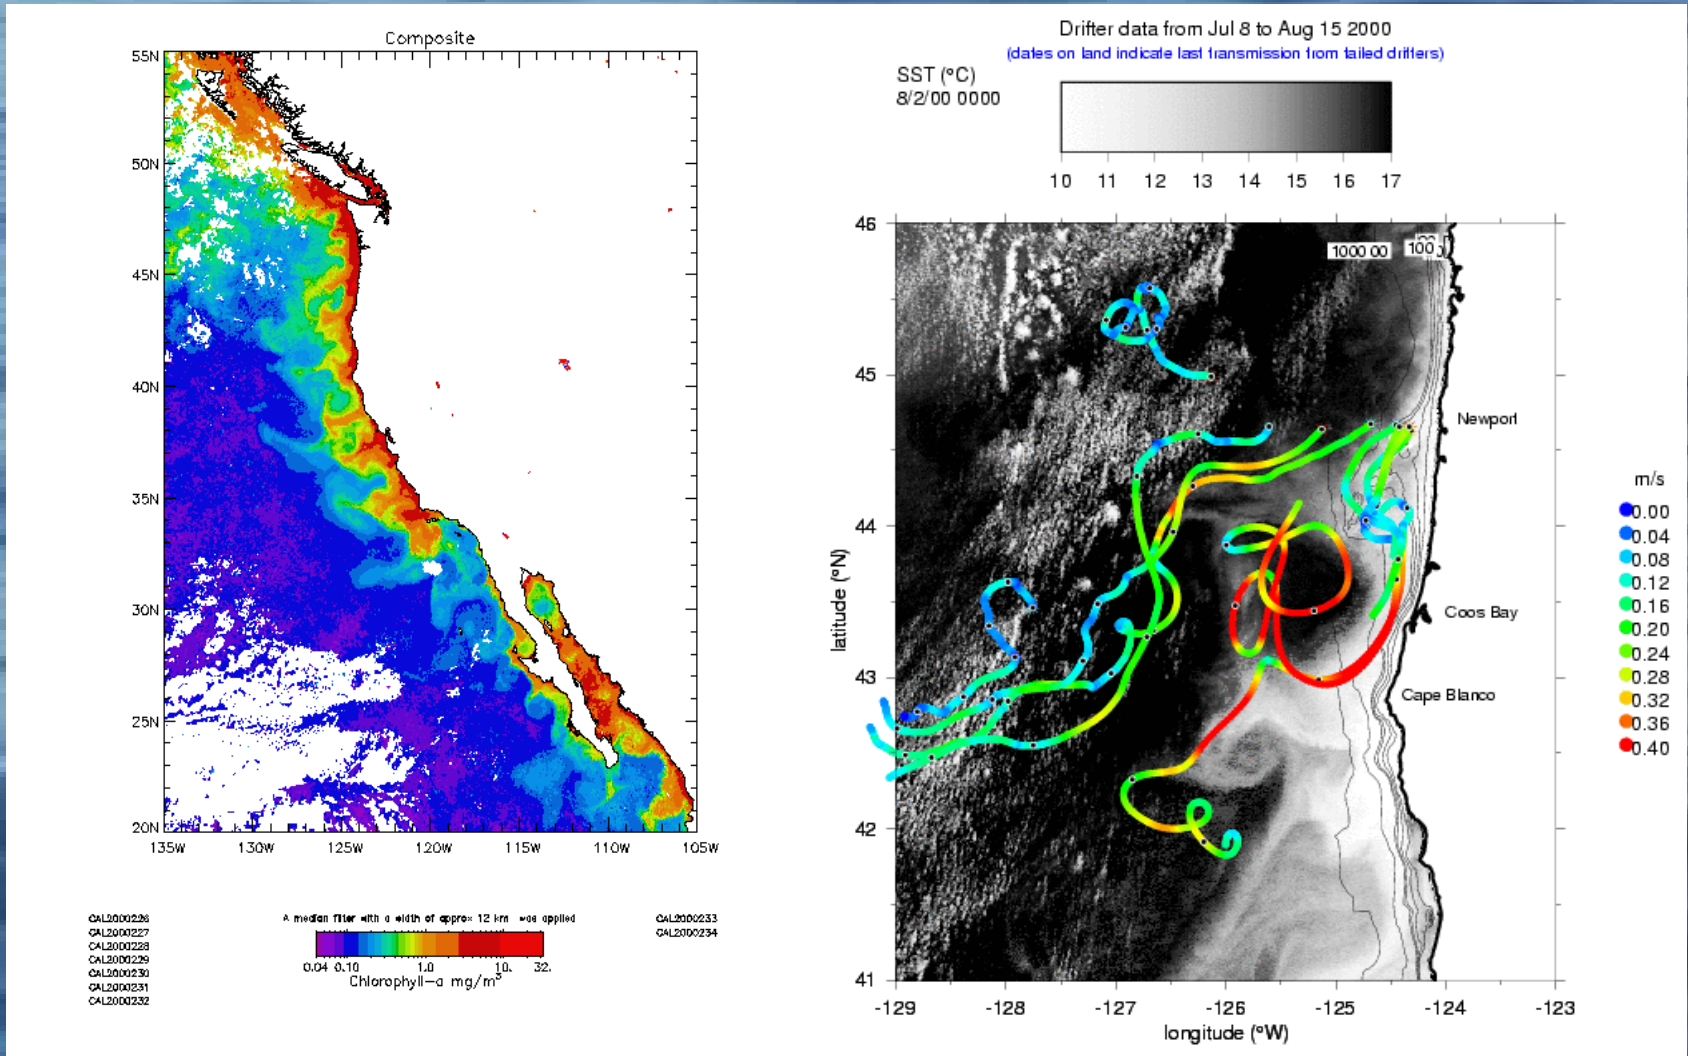 Composite
55N
50N
45N
40N
35N
30N
25N
20N
135W 130W 125W 120W 115W 110W 105W
CAL2000226
CAL2000227
CAL2000228
CAL2000229
CAL2000230
CAL2000231
CAL2000232
A median filter with a width of approx 12 km was applied
0.04 0.10 1.0 10. 32.
Chlorophyll-a mg/m³
CAL2000233
CAL2000234
Drifter data from Jul 8 to Aug 15 2000
(dates on land indicate last transmission from failed drifters)
SST (°C)
8/2/00 0000
10 11 12 13 14 15 16 17
46
45
44
43
42
41
latitude (°N)
1000 00
100
Newport
Coos Bay
Cape Blanco
-129 -128 -127 -126 -125 -124 -123
longitude (°W)
m/s
0.00
0.04
0.08
0.12
0.16
0.20
0.24
0.28
0.32
0.36
0.40